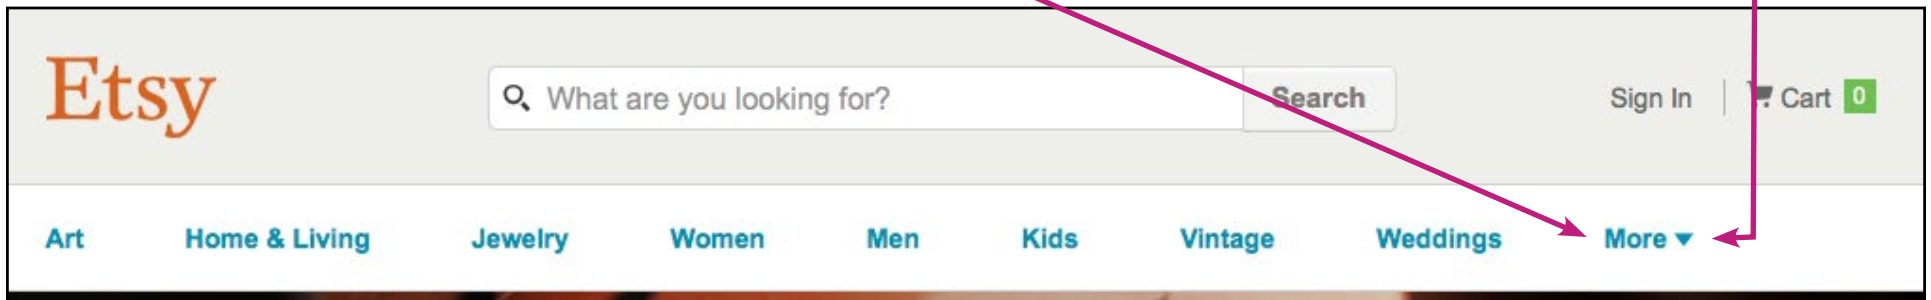 Etsy
What are you looking for?
Search
Sign In
Cart 0
Art Home & Living Jewelry Women Men Kids Vintage Weddings More